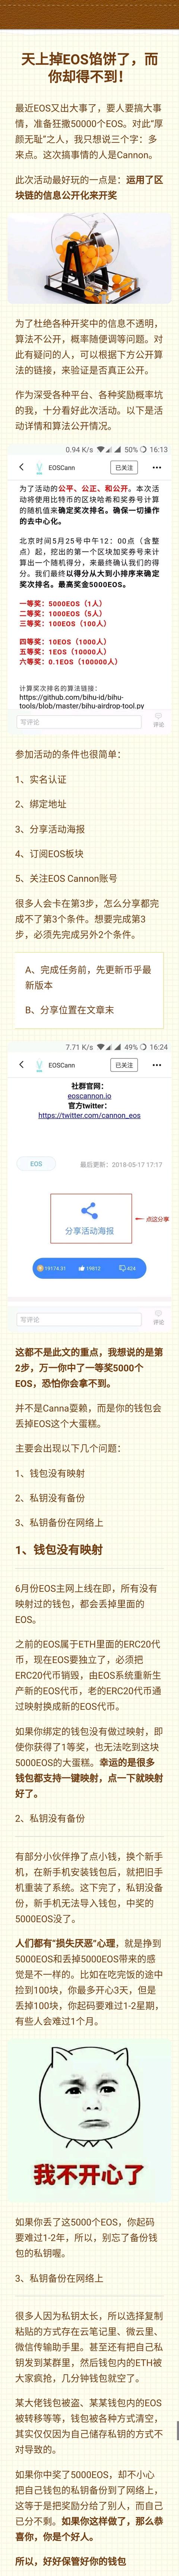 天上掉EOS馅饼了，而
你却得不到！
最近EOS又出大事了，要人要搞大事
情，准备狂撒50000个EOS。对此“厚
颜无耻”之人，我只想说三个字：多
来点。这次搞事情的人是Cannon。
此次活动最好玩的一点是：运用了区
块链的信息公开化来开奖
为了杜绝各种开奖中的信息不透明，
算法不公开，概率随便调等问题。对
此有疑问的人，可以根据下方公开算
法的链接，来验证是否真正公开。
作为深受各种平台、各种奖励概率坑
的我，十分看好此次活动。以下是活
动详情和算法公开情况。
0.94 K/s 50% 16:13
EOSCann 已关注
为了活动的公平、公正、和公开。本次活
动将使用比特币的区块哈希和奖券号计算
的随机值来确定奖次排名。确保一切操作
的去中心化。
北京时间5月25号中午12：00点（含整
点）起，挖出的第一个区块加奖券号来计
算出一个随机得分，来最终确认我们的得
分。我们最终以得分从大到小排序来确定
奖次排名。最高奖金5000EOS。
一等奖：5000EOS（1人）
二等奖：1000EOS（5人）
三等奖：100EOS（100人）
四等奖：10EOS（1000人）
五等奖：1EOS（10000人）
六等奖：0.1EOS（100000人）
计算奖次排名的算法链接：
https://github.com/bihu-id/bihu-
tools/blob/master/bihu-airdrop-tool.py
写评论 评论
参加活动的条件也很简单：
1、实名认证
2、绑定地址
3、分享活动海报
4、订阅EOS板块
5、关注EOS Cannon账号
很多人会卡在第3步，怎么分享都完
成不了第3个条件。想要完成第3
步，必须先完成另外2个条件。
A、完成任务前，先更新币乎最
新版本
B、分享位置在文章末
7.71 K/s 49% 16:24
EOSCann 已关注
社群官网：
eoscannon.io
官方twitter：
https://twitter.com/cannon_eos
EOS 最后更新：2018-05-17 17:17
分享活动海报 点这分享
19174.31 19812 424
写评论 评论
这都不是此文的重点，我想说的是第
2步，万一你中了一等奖5000个
EOS，恐怕你会拿不到。
并不是Canna耍赖，而是你的钱包会
丢掉EOS这个大蛋糕。
主要会出现以下几个问题：
1、钱包没有映射
2、私钥没有备份
3、私钥备份在网络上
1、钱包没有映射
6月份EOS主网上线在即，所有没有
映射过的钱包，都会丢掉里面的
EOS。
之前的EOS属于ETH里面的ERC20代
币，现在EOS要独立了，必须把
ERC20代币销毁，由EOS系统重新生
产新的EOS代币，老的ERC20代币通
过映射换成新的EOS代币。
如果你绑定的钱包没有做过映射，即
使你获得了1等奖，也无法吃到这块
5000EOS的大蛋糕。幸运的是很多
钱包都支持一键映射，点一下就映射
好了。
2、私钥没有备份
有部分小伙伴挣了点小钱，换个新手
机，在新手机安装钱包后，就把旧手
机重装了系统。这下完了，私钥没备
份，新手机无法导入钱包，中奖的
5000EOS没了。
人们都有“损失厌恶”心理，就是挣到
5000EOS和丢掉5000EOS带来的感
觉是不一样的。比如在吃完饭的途中
捡到100块，你最多开心3天，但是
丢掉100块，你起码要难过1-2星期，
有些人会难过1个月。
我不开心了
如果你丢了这5000个EOS，你起码
要难过1-2年，所以，别忘了备份钱
包的私钥喔。
3、私钥备份在网络上
很多人因为私钥太长，所以选择复制
粘贴的方式存在云笔记里、微云里、
微信传输助手里。甚至还有把自己私
钥发到某群里，然后钱包内的ETH被
大家疯抢，几分钟钱包就空了。
某大佬钱包被盗、某某钱包内的EOS
被转移等等，钱包被各种方式清空，
其实仅仅因为自己储存私钥的方式不
对导致的。
如果你中奖了5000EOS，却不小心
把自己钱包的私钥备份到了网络上，
这等于是把奖励分给了别人，而自己
已分不剩。如果你这样做了，那么恭
喜你，你是个好人。
所以，好好保管好你的钱包